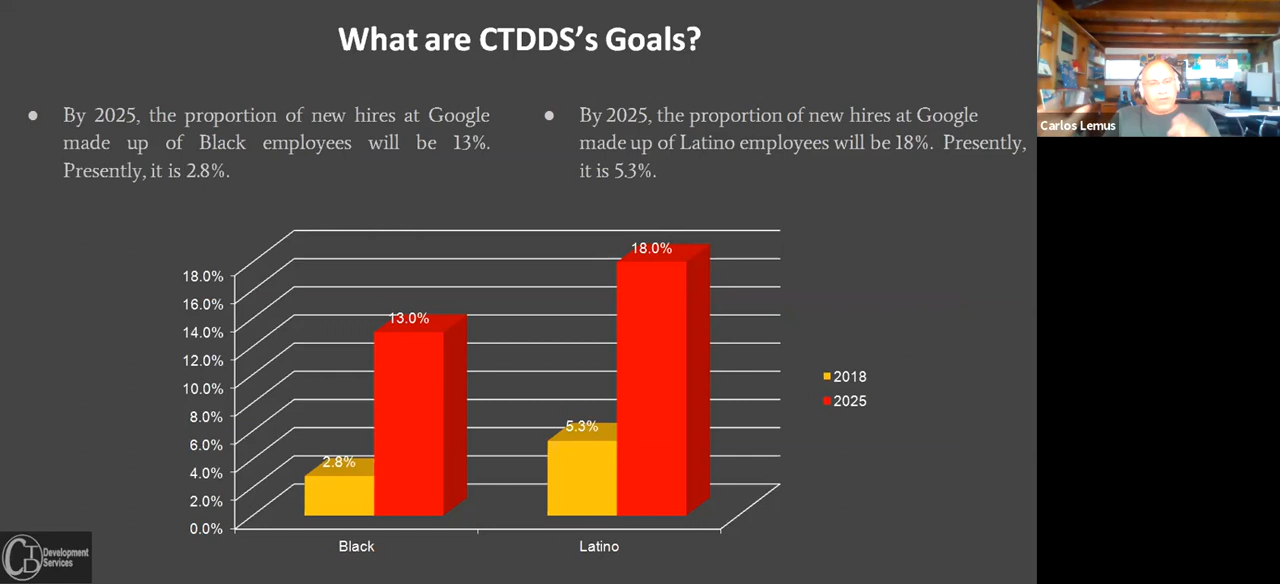 What are CTDDS's Goals?
● By 2025, the proportion of new hires at Google
made up of Black employees will be 13%.
Presently, it is 2.8%.
● By 2025, the proportion of new hires at Google
made up of Latino employees will be 18%. Presently,
it is 5.3%.
Carlos Lemus
18.0%
16.0%
14.0%
12.0%
10.0%
8.0%
6.0%
4.0%
2.0%
0.0%
2.8%
13.0%
5.3%
18.0%
Black
Latino
2018
2025
CTD Development
Services